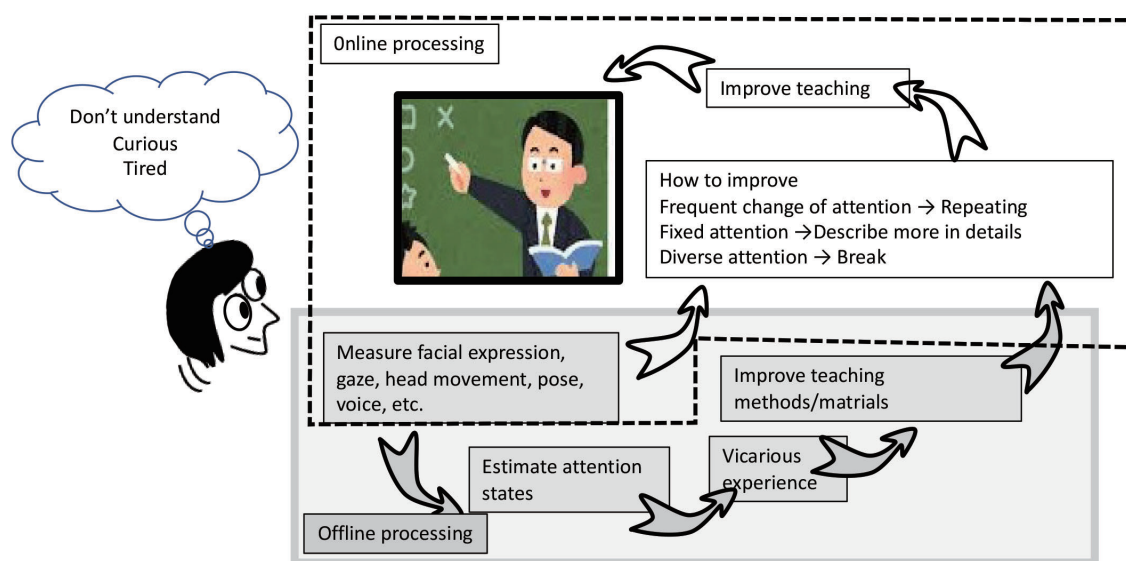 0nline processing
Improve teaching
Don't understand
Curious
Tired
How to improve
Frequent change of attention → Repeating
Fixed attention →Describe more in details
Diverse attention → Break
Measure facial expression,
gaze, head movement, pose,
voice, etc.
Improve teaching
methods/matrials
Estimate attention
states
Vicarious
experience
Offline processing